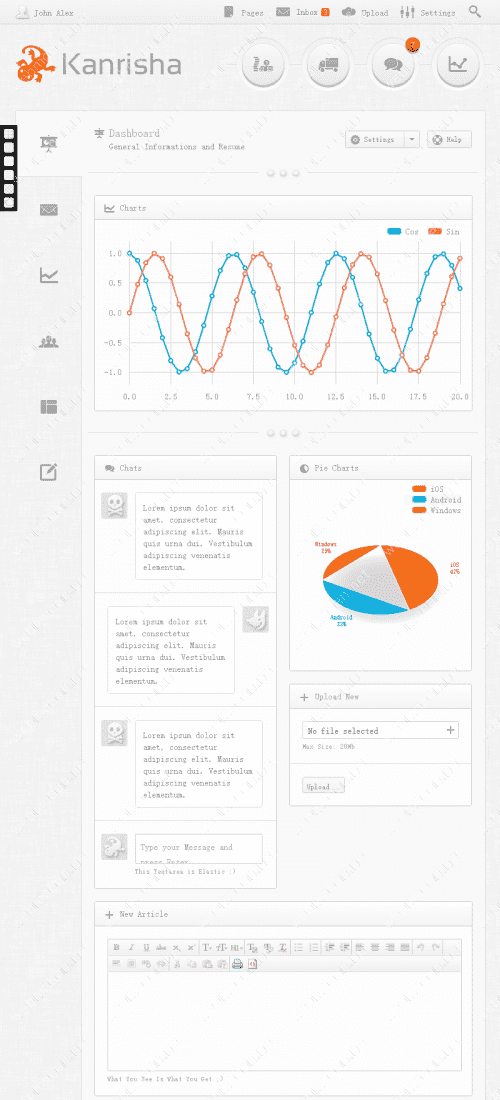 John Alex
Pages
Inbox
Upload
Settings
Kanrisha
Dashboard
General Informations and Resume
Settings
Help
Charts
Cos
Sin
1.0
0.5
0.0
-0.5
-1.0
0.0 2.5 5.0 7.5 10.0 12.5 15.0 17.5 20.0
Chats
Lorem ipsum dolor sit
amet, consectetur
adipiscing elit. Mauris
quis urna dui. Vestibulum
adipiscing venenatis
elementum.
Lorem ipsum dolor sit
amet, consectetur
adipiscing elit. Mauris
quis urna dui. Vestibulum
adipiscing venenatis
elementum.
Lorem ipsum dolor sit
amet, consectetur
adipiscing elit. Mauris
quis urna dui. Vestibulum
adipiscing venenatis
elementum.
Type your Message and
press Enter
This Textarea is Elastic :)
Pie Charts
iOS
Android
Windows
Windows
iOS
Android
Upload New
No file selected
Max Size: 20Mb
Upload
New Article
What You See Is What You Get ;)